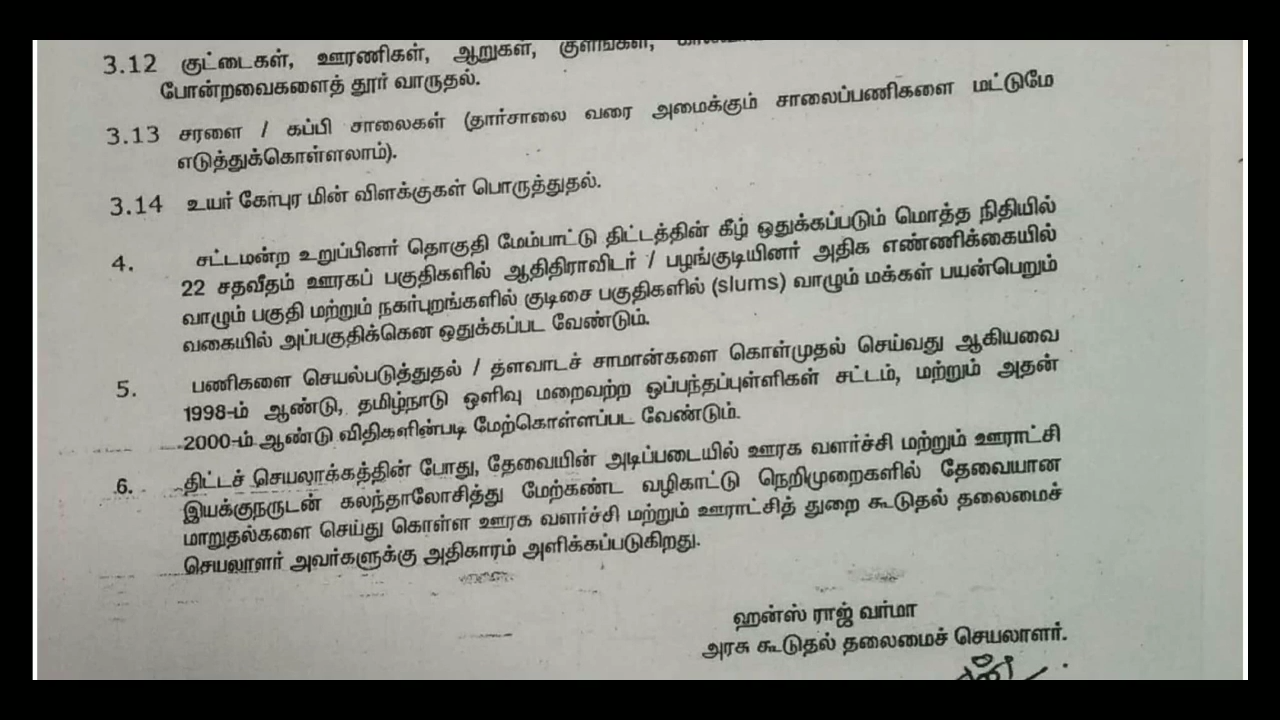 3.12 குட்டைகள், ஊரணிகள், ஆறுகள், குளங்கள்,
போன்றவைகளைத் தூர் வாருதல்.
3.13 சரளை / கப்பி சாலைகள் (தார்சாலை வரை அமைக்கும் சாலைப்பணிகளை மட்டுமே
எடுத்துக்கொள்ளலாம்).
3.14 உயர் கோபுர மின் விளக்குகள் பொருத்துதல்.
4. சட்டமன்ற உறுப்பினர் தொகுதி மேம்பாட்டு திட்டத்தின் கீழ் ஒதுக்கப்படும் மொத்த நிதியில்
22 சதவீதம் ஊரகப் பகுதிகளில் ஆதிதிராவிடர் / பழங்குடியினர் அதிக எண்ணிக்கையில்
வாழும் பகுதி மற்றும் நகர்புறங்களில் குடிசை பகுதிகளில் (slums) வாழும் மக்கள் பயன்பெறும்
வகையில் அப்பகுதிக்கென ஒதுக்கப்பட வேண்டும்.
5. பணிகளை செயல்படுத்துதல் / தளவாடச் சாமான்களை கொள்முதல் செய்வது ஆகியவை
1998-ம் ஆண்டு, தமிழ்நாடு ஒளிவு மறைவற்ற ஒப்பந்தப்புள்ளிகள் சட்டம், மற்றும் அதன்
2000-ம் ஆண்டு விதிகளின்படி மேற்கொள்ளப்பட வேண்டும்.
6. திட்டச் செயலாக்கத்தின் போது, தேவையின் அடிப்படையில் ஊரக வளர்ச்சி மற்றும் ஊராட்சி
இயக்குநருடன் கலந்தாலோசித்து மேற்கண்ட வழிகாட்டு நெறிமுறைகளில் தேவையான
மாறுதல்களை செய்து கொள்ள ஊரக வளர்ச்சி மற்றும் ஊராட்சித் துறை கூடுதல் தலைமைச்
செயலாளர் அவர்களுக்கு அதிகாரம் அளிக்கப்படுகிறது.
ஹன்ஸ் ராஜ் வர்மா
அரசு கூடுதல் தலைமைச் செயலாளர்.